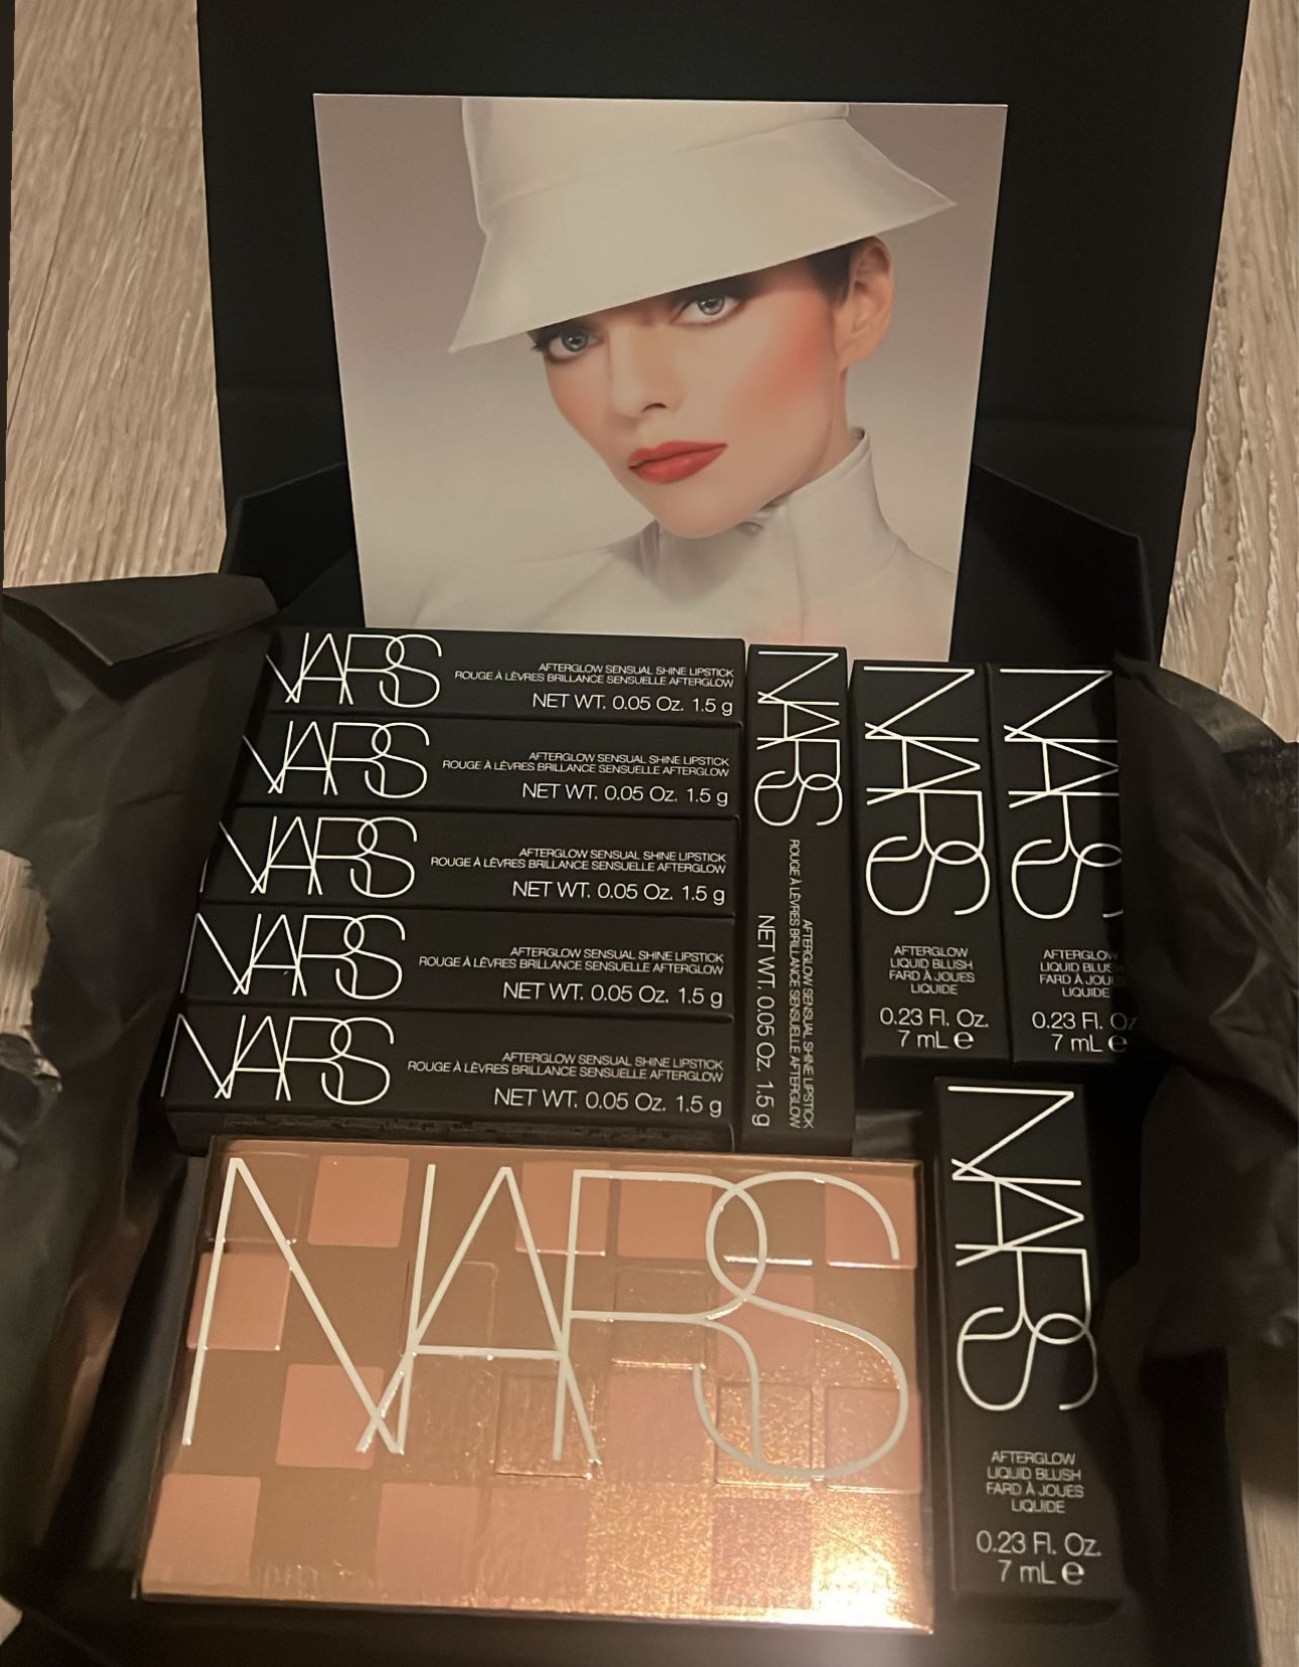 NARS
AFTERGLOW SENSUAL SHINE LIPSTICK
ROUGE À LÈVRES BRILLANCE SENSUELLE AFTERGLOW
NET WT. 0.05 Oz. 1.5 g
NARS
AFTERGLOW SENSUAL SHINE LIPSTICK
ROUGE À LÈVRES BRILLANCE SENSUELLE AFTERGLOW
NET WT. 0.05 Oz. 1.5 g
NARS
AFTERGLOW SENSUAL SHINE LIPSTICK
ROUGE À LÈVRES BRILLANCE SENSUELLE AFTERGLOW
NET WT. 0.05 Oz. 1.5 g
NARS
AFTERGLOW SENSUAL SHINE LIPSTICK
ROUGE À LÈVRES BRILLANCE SENSUELLE AFTERGLOW
NET WT. 0.05 Oz. 1.5 g
NARS
AFTERGLOW SENSUAL SHINE LIPSTICK
ROUGE À LÈVRES BRILLANCE SENSUELLE AFTERGLOW
NET WT. 0.05 Oz. 1.5 g
NARS
AFTERGLOW SENSUAL SHINE LIPSTICK
ROUGE À LÈVRES BRILLANCE SENSUELLE AFTERGLOW
NET WT. 0.05 Oz. 1.5 g
NARS
AFTERGLOW
LIQUID BLUSH
FARD À JOUES
LIQUIDE
0.23 Fl. Oz.
7 mL e
NARS
AFTERGLOW
LIQUID BLUS
FARD À JOU
LIQUIDE
0.23 Fl. Oz
7 mL e
NARS
NARS
AFTERGLOW
LIQUID BLUSH
FARD À JOUES
LIQUIDE
0.23 Fl. Oz.
7 mL e